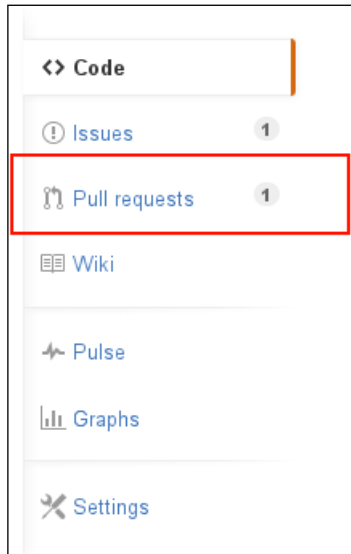 Code
Issues 1
Pull requests 1
Wiki
Pulse
Graphs
Settings